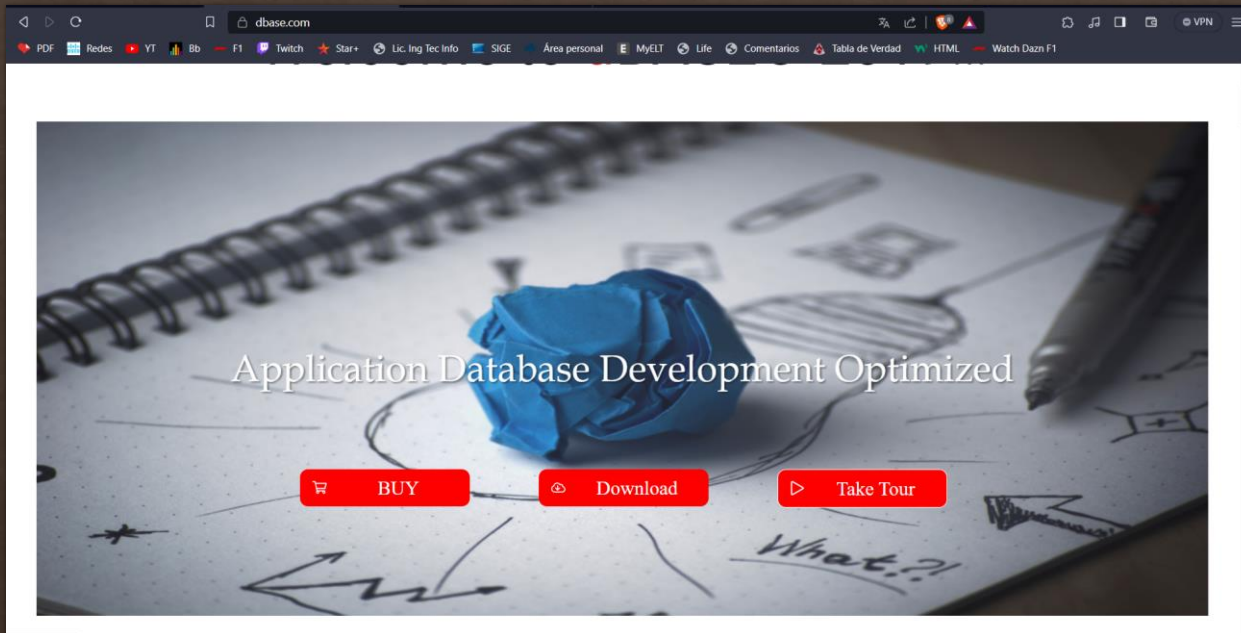 dbase.com
VPN
PDF Redes YT Bb F1 Twitch Star+ Lic. Ing Tec Info SIGE Área personal E MyELT Life Comentarios Tabla de Verdad HTML Watch Dazn F1
Application Database Development Optimized
BUY Download Take Tour
What?!